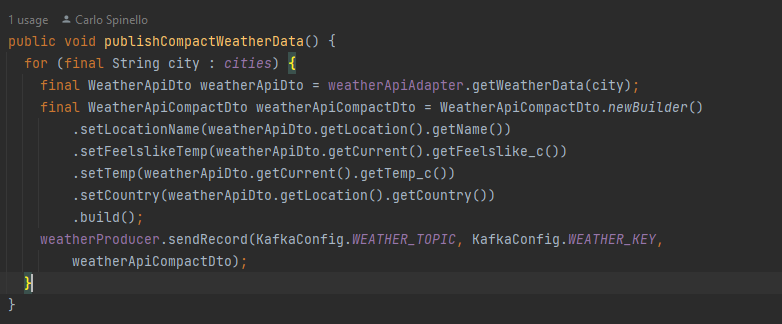 1 usage Carlo Spinello
public void publishCompactWeatherData() {
for (final String city : cities) {
final WeatherApiDto weatherApiDto = weatherApiAdapter.getWeatherData(city);
final WeatherApiCompactDto weatherApiCompactDto = WeatherApiCompactDto.newBuilder()
.setLocationName(weatherApiDto.getLocation().getName())
.setFeelslikeTemp(weatherApiDto.getCurrent().getFeelslike_c())
.setTemp(weatherApiDto.getCurrent().getTemp_c())
.setCountry(weatherApiDto.getLocation().getCountry())
.build();
weatherProducer.sendRecord(KafkaConfig.WEATHER_TOPIC, KafkaConfig.WEATHER_KEY,
weatherApiCompactDto);
}
}